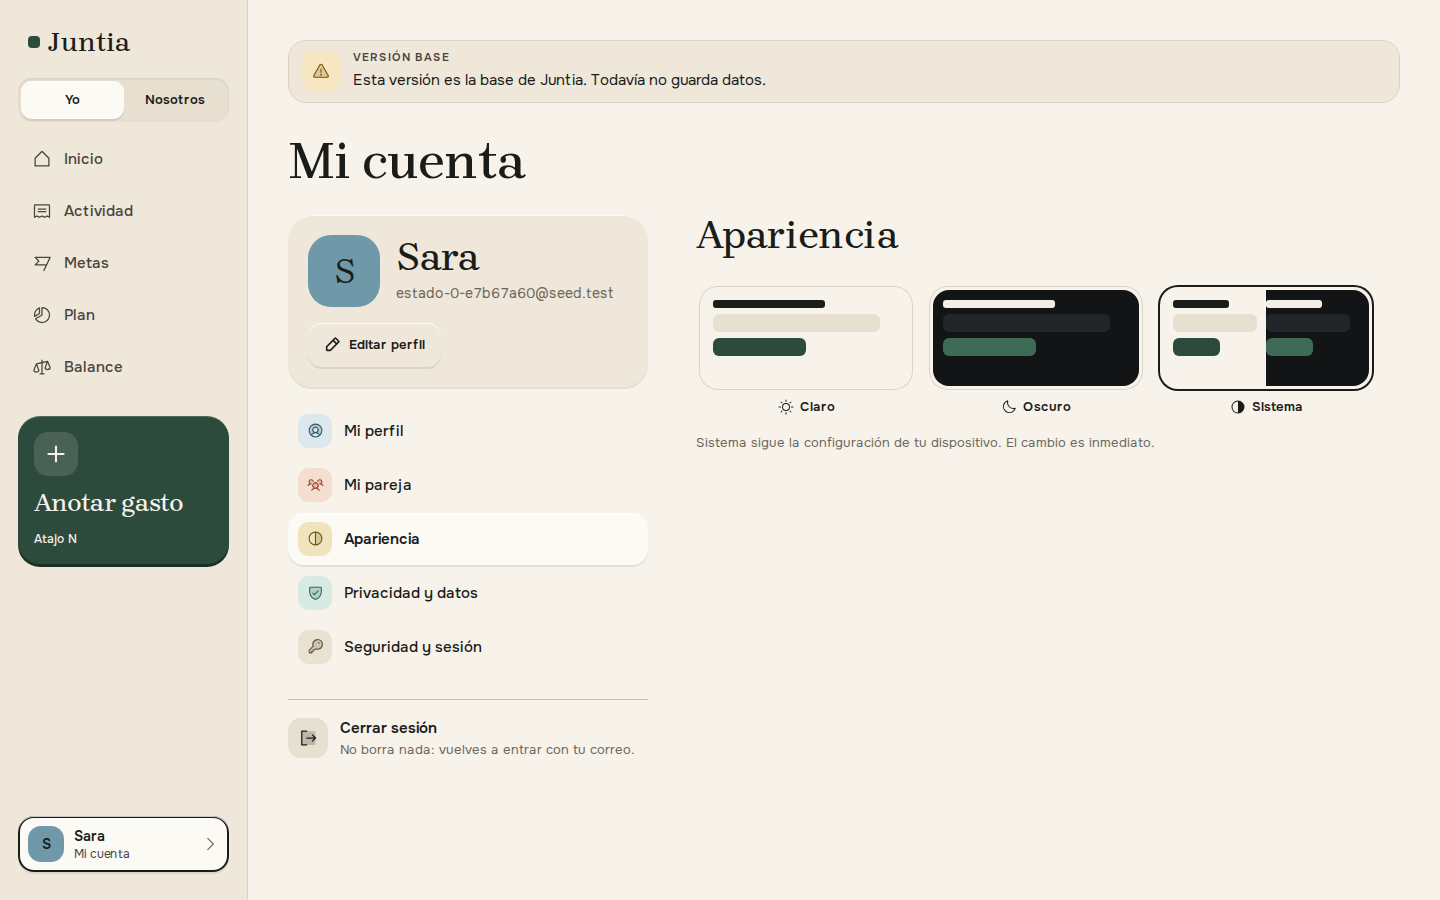 Juntia
Yo
Nosotros
Inicio
Actividad
Metas
Plan
Balance
Anotar gasto
Atajo N
Sara
S
Mi cuenta
VERSIÓN BASE
Esta versión es la base de Juntia. Todavía no guarda datos.
Mi cuenta
S
Sara
estado-0-e7b67a60@seed.test
Editar perfil
Mi perfil
Mi pareja
Apariencia
Privacidad y datos
Seguridad y sesión
Cerrar sesión
No borra nada: vuelves a entrar con tu correo.
Apariencia
Claro
Oscuro
Sistema
Sistema sigue la configuración de tu dispositivo. El cambio es inmediato.